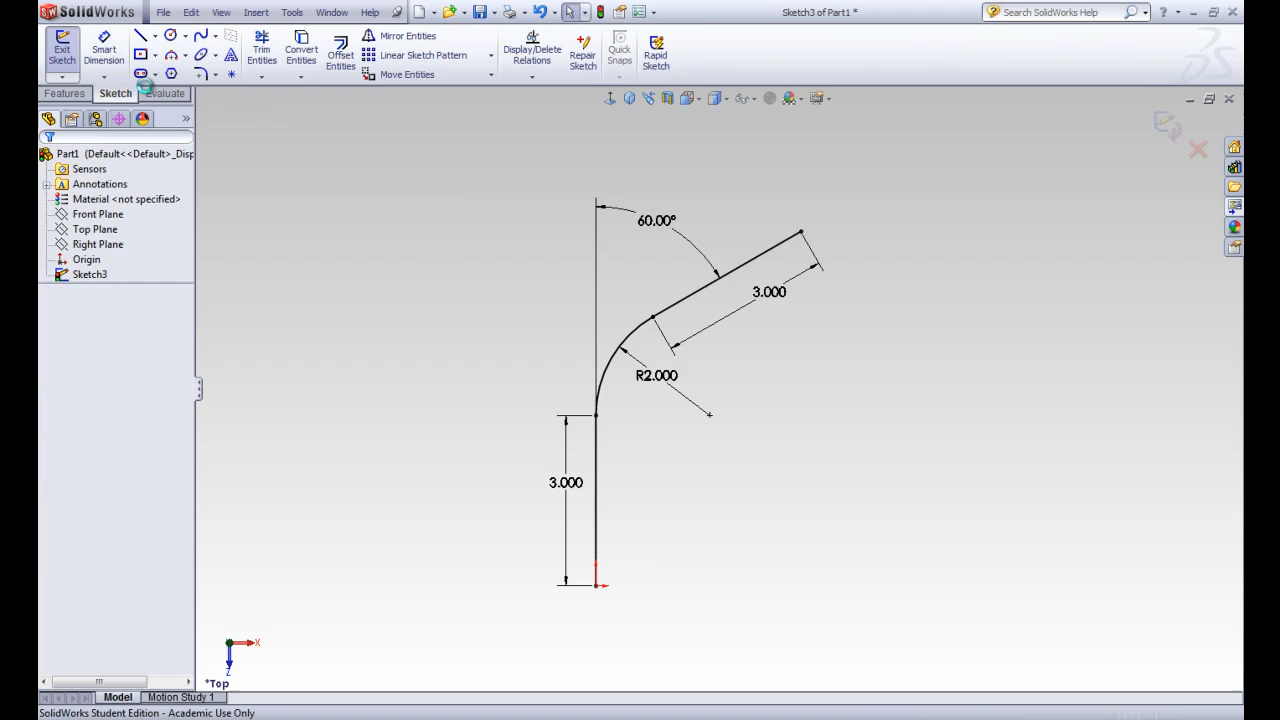 SolidWorks File Edit View Insert Tools Window Help Sketch3 of Part1 * Search SolidWorks Help
Exit Sketch
Smart Dimension
Trim Entities
Convert Entities
Offset Entities
Mirror Entities
Linear Sketch Pattern
Move Entities
Display/Delete Relations
Repair Sketch
Quick Snaps
Rapid Sketch
Features Sketch Evaluate
Part1 (Default<<Default>_Disp
Sensors
Annotations
Material <not specified>
Front Plane
Top Plane
Right Plane
Origin
Sketch3
60.00°
3.000
R2.000
3.000
X
Z
*Top
Model Motion Study 1
SolidWorks Student Edition - Academic Use Only